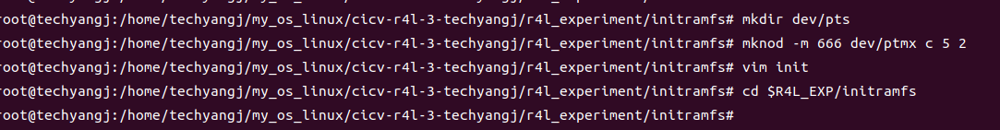 root@techyangj:/home/techyangj/my_os_linux/cicv-r4l-3-techyangj/r4l_experiment/initramfs# mkdir dev/pts
root@techyangj:/home/techyangj/my_os_linux/cicv-r4l-3-techyangj/r4l_experiment/initramfs# mknod -m 666 dev/ptmx c 5 2
root@techyangj:/home/techyangj/my_os_linux/cicv-r4l-3-techyangj/r4l_experiment/initramfs# vim init
root@techyangj:/home/techyangj/my_os_linux/cicv-r4l-3-techyangj/r4l_experiment/initramfs# cd $R4L_EXP/initramfs
root@techyangj:/home/techyangj/my_os_linux/cicv-r4l-3-techyangj/r4l_experiment/initramfs#